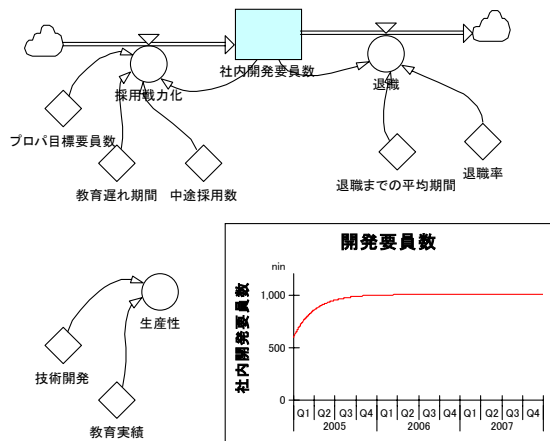 社内開発要員数
採用戦力化
退職
プロパ目標要員数
教育遅れ期間
中途採用数
退職までの平均期間
退職率
生産性
技術開発
教育実績
開発要員数
nin
社内開発要員数
1,000
500
0
Q1 Q2 Q3 Q4 Q1 Q2 Q3 Q4 Q1 Q2 Q3 Q4
2005 2006 2007